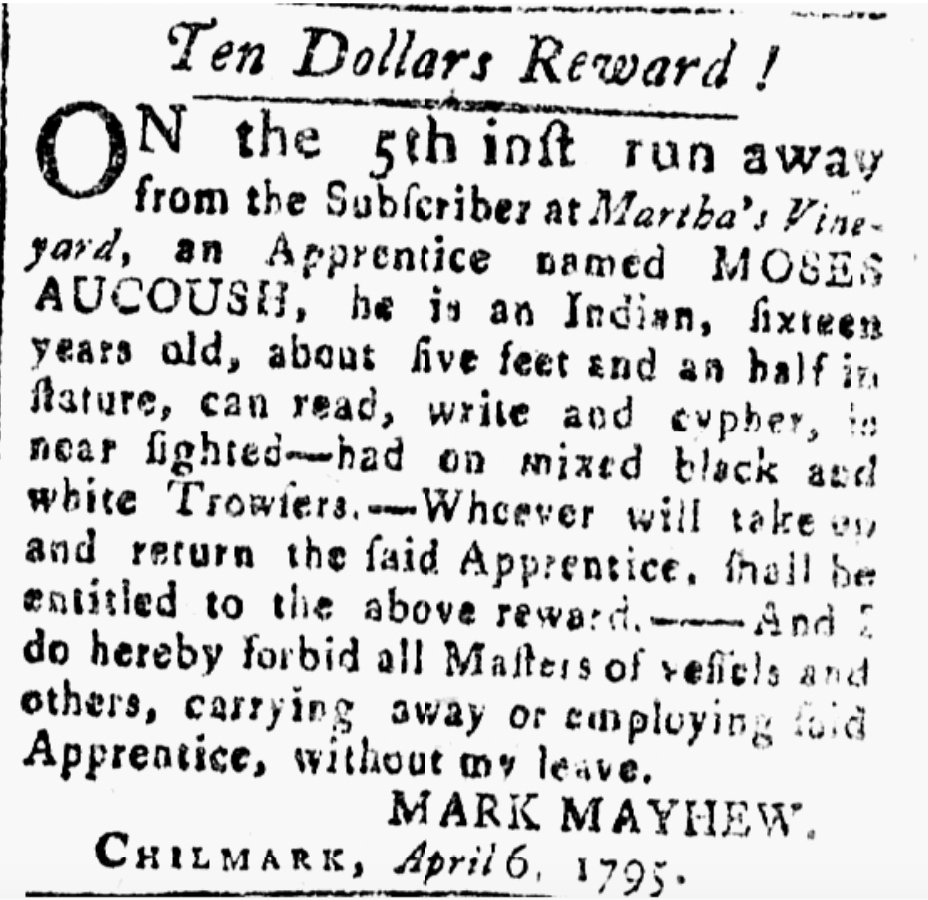 Ten Dollars Reward!
ON the 5th inſt run away
from the Subſcriber at Martha's Vine-
yard, an Apprentice named MOSES
AUCOUSH, he is an Indian, ſixteen
years old, about five feet and an half in
ſtature, can read, write and cypher, is
near ſighted—had on mixed black and
white Trowſers.—Whoever will take up
and return the ſaid Apprentice, ſhall be
entitled to the above reward.——And I
do hereby forbid all Maſters of veſſels and
others, carrying away or employing ſaid
Apprentice, without my leave.
MARK MAYHEW.
CHILMARK, April 6, 1795.